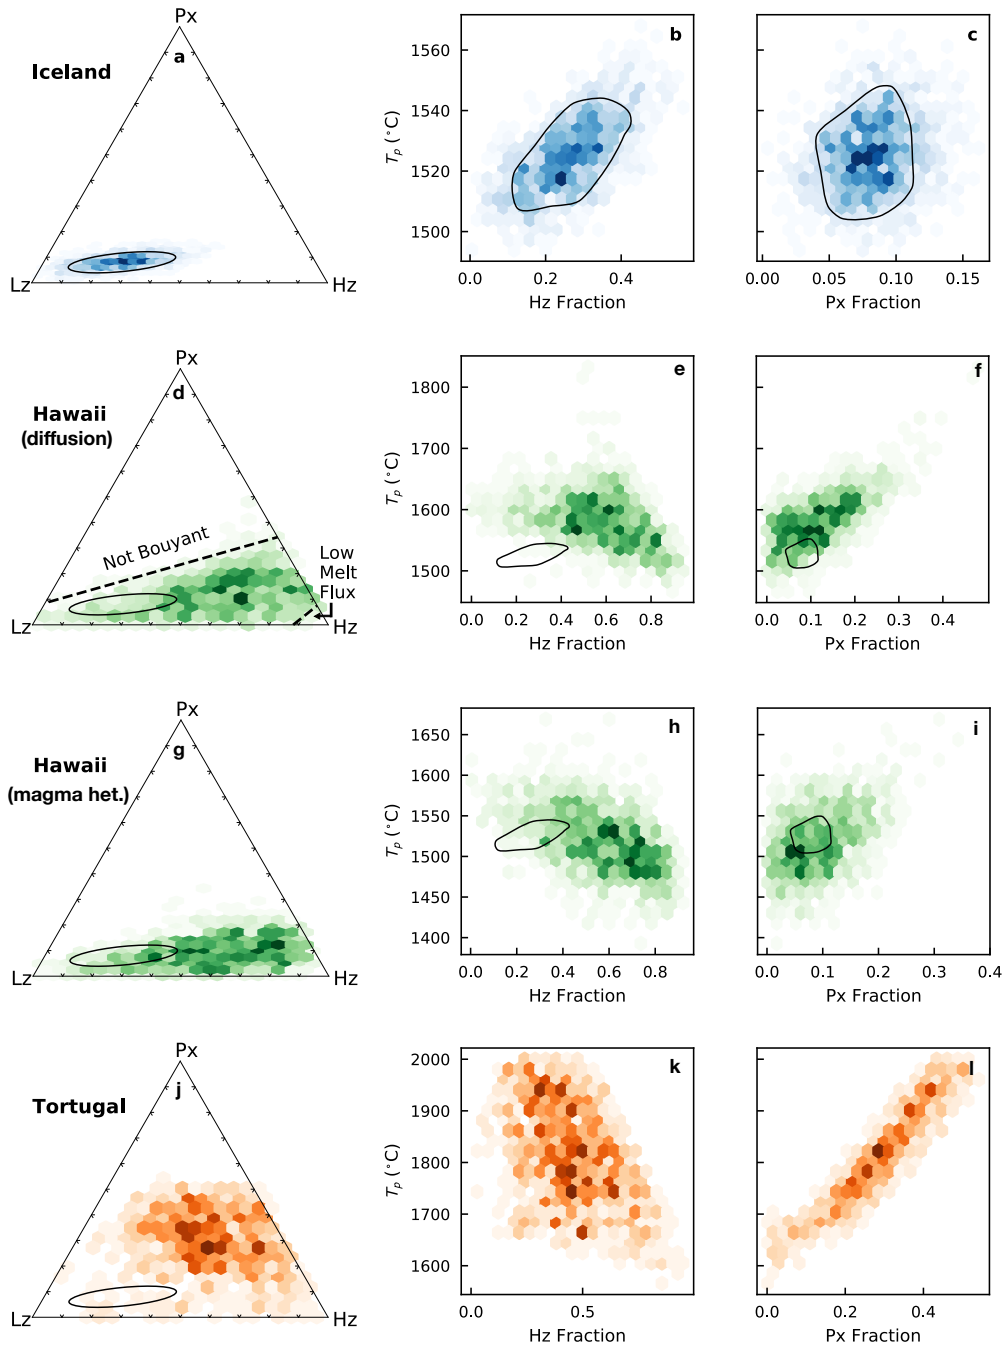 Px
a
Iceland
Lz
Hz
b
1560
1540
1520
1500
T_p (°C)
0.0 0.2 0.4
Hz Fraction
c
0.00 0.05 0.10 0.15
Px Fraction
Px
d
Hawaii
(diffusion)
Not Bouyant
Low
Melt
Flux
Lz
Hz
e
1800
1700
1600
1500
T_p (°C)
0.0 0.2 0.4 0.6 0.8
Hz Fraction
f
0.0 0.1 0.2 0.3 0.4
Px Fraction
Px
g
Hawaii
(magma het.)
Lz
Hz
h
1650
1600
1550
1500
1450
1400
T_p (°C)
0.0 0.2 0.4 0.6 0.8
Hz Fraction
i
0.0 0.1 0.2 0.3 0.4
Px Fraction
Px
j
Tortugal
Lz
Hz
k
2000
1900
1800
1700
1600
T_p (°C)
0.5
Hz Fraction
l
0.0 0.2 0.4
Px Fraction